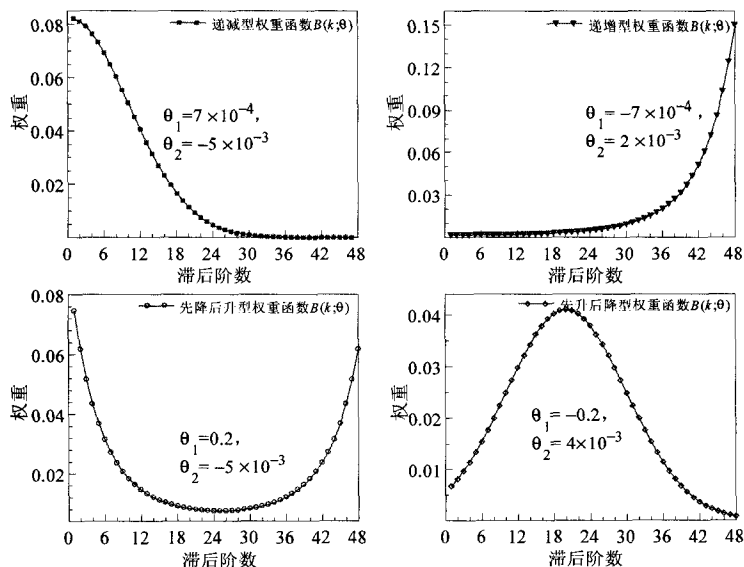 递减型权重函数B(k;θ)
0.08
0.06
0.04
0.02
权重
θ₁=7×10⁻⁴,
θ₂=-5×10⁻³
0 6 12 18 24 30 36 42 48
滞后阶数
递增型权重函数B(k;θ)
0.15
0.12
0.09
0.06
0.03
权重
θ₁=-7×10⁻⁴,
θ₂=2×10⁻³
0 6 12 18 24 30 36 42 48
滞后阶数
先降后升型权重函数B(k;θ)
0.08
0.06
0.04
0.02
权重
θ₁=0.2,
θ₂=-5×10⁻³
0 6 12 18 24 30 36 42 48
滞后阶数
先升后降型权重函数B(k;θ)
0.04
0.03
0.02
0.01
权重
θ₁=-0.2,
θ₂=4×10⁻³
0 6 12 18 24 30 36 42 48
滞后阶数